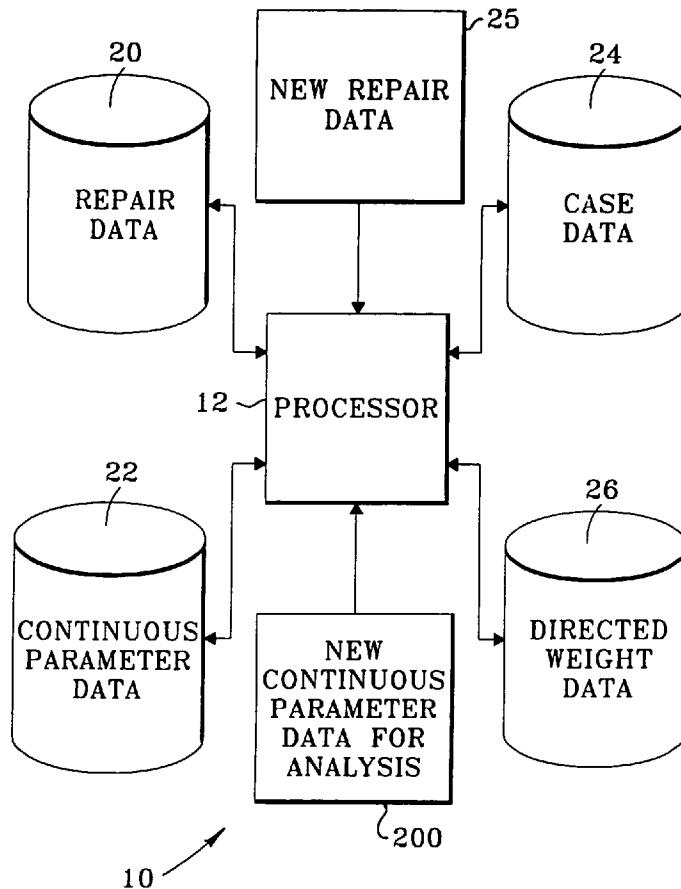 25
20
NEW REPAIR
DATA
24
REPAIR
DATA
CASE
DATA
12
PROCESSOR
22
26
CONTINUOUS
PARAMETER
DATA
NEW
CONTINUOUS
PARAMETER
DATA FOR
ANALYSIS
DIRECTED
WEIGHT
DATA
200
10